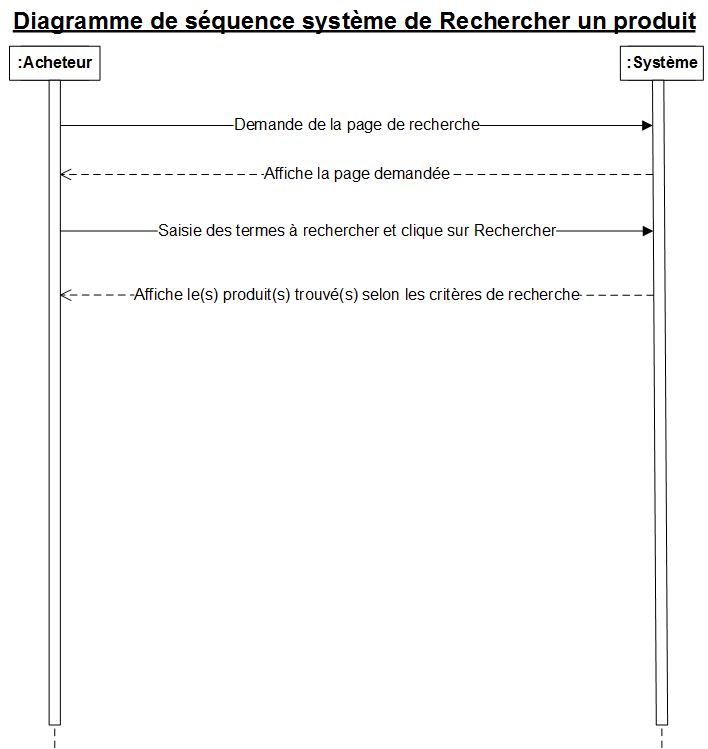 Diagramme de séquence système de Rechercher un produit
:Acheteur
:Système
Demande de la page de recherche
Affiche la page demandée
Saisie des termes à rechercher et clique sur Rechercher
Affiche le(s) produit(s) trouvé(s) selon les critères de recherche